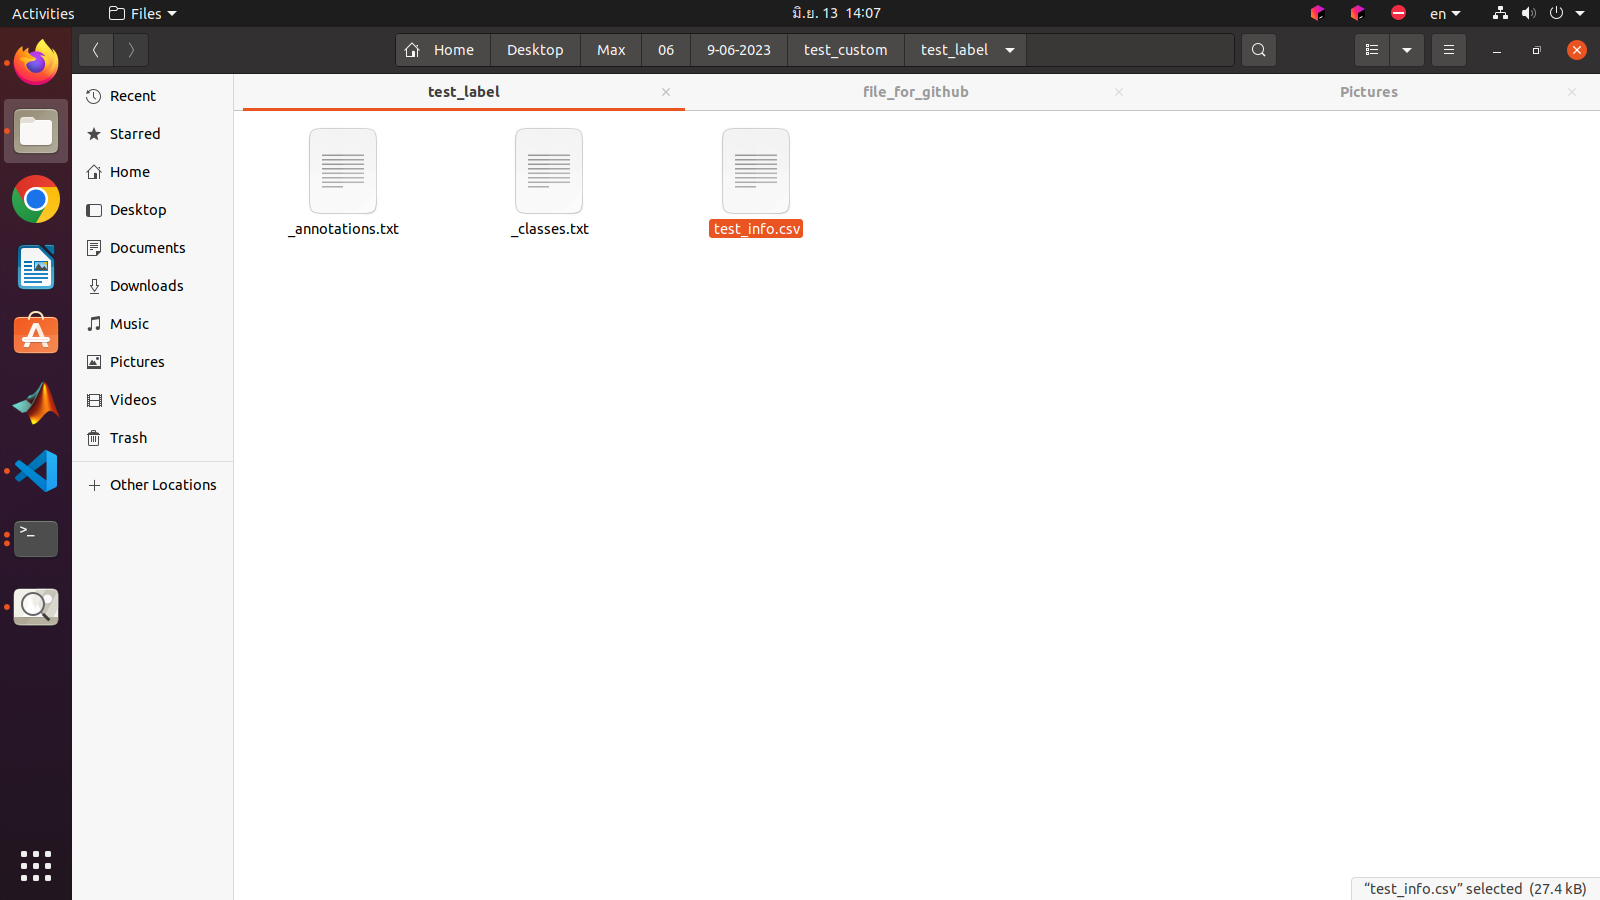 Activities
Files
มิ.ย. 13 14:07
en
Home
Desktop
Max
06
9-06-2023
test_custom
test_label
Recent
Starred
Home
Desktop
Documents
Downloads
Music
Pictures
Videos
Trash
Other Locations
test_label
file_for_github
Pictures
_annotations.txt
_classes.txt
test_info.csv
“test_info.csv” selected (27.4 kB)